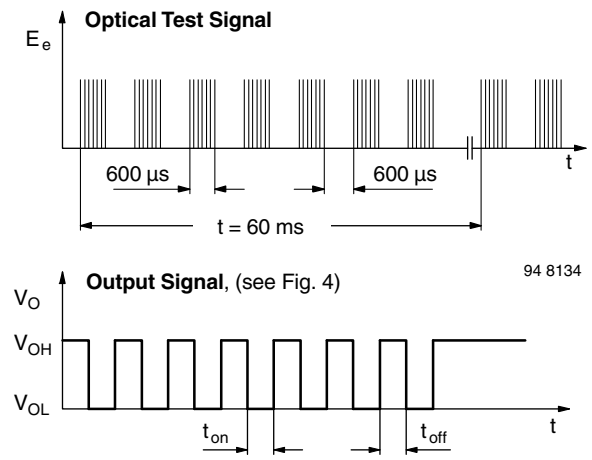 Optical Test Signal
E e
t
600 µs
600 µs
t = 60 ms
94 8134
Output Signal, (see Fig. 4)
V O
V OH
V OL
t on
t off
t